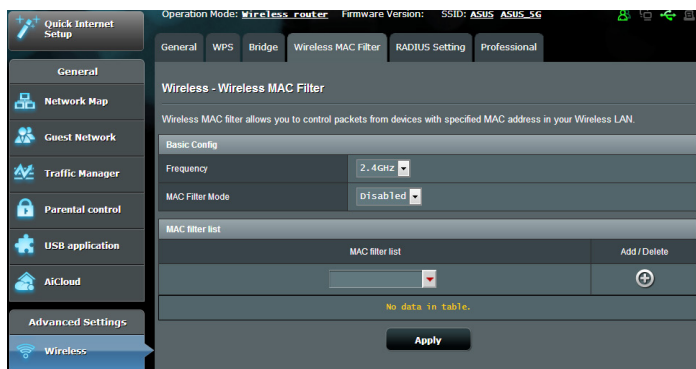 Quick Internet
Setup
General
Network Map
Guest Network
Traffic Manager
Parental control
USB application
AiCloud
Advanced Settings
Wireless
Operation Mode: Wireless router Firmware Version: SSID: ASUS ASUS_5G
General WPS Bridge Wireless MAC Filter RADIUS Setting Professional
Wireless - Wireless MAC Filter
Wireless MAC filter allows you to control packets from devices with specified MAC address in your Wireless LAN.
Basic Config
Frequency 2.4GHz
MAC Filter Mode Disabled
MAC filter list
MAC filter list Add / Delete
No data in table.
Apply